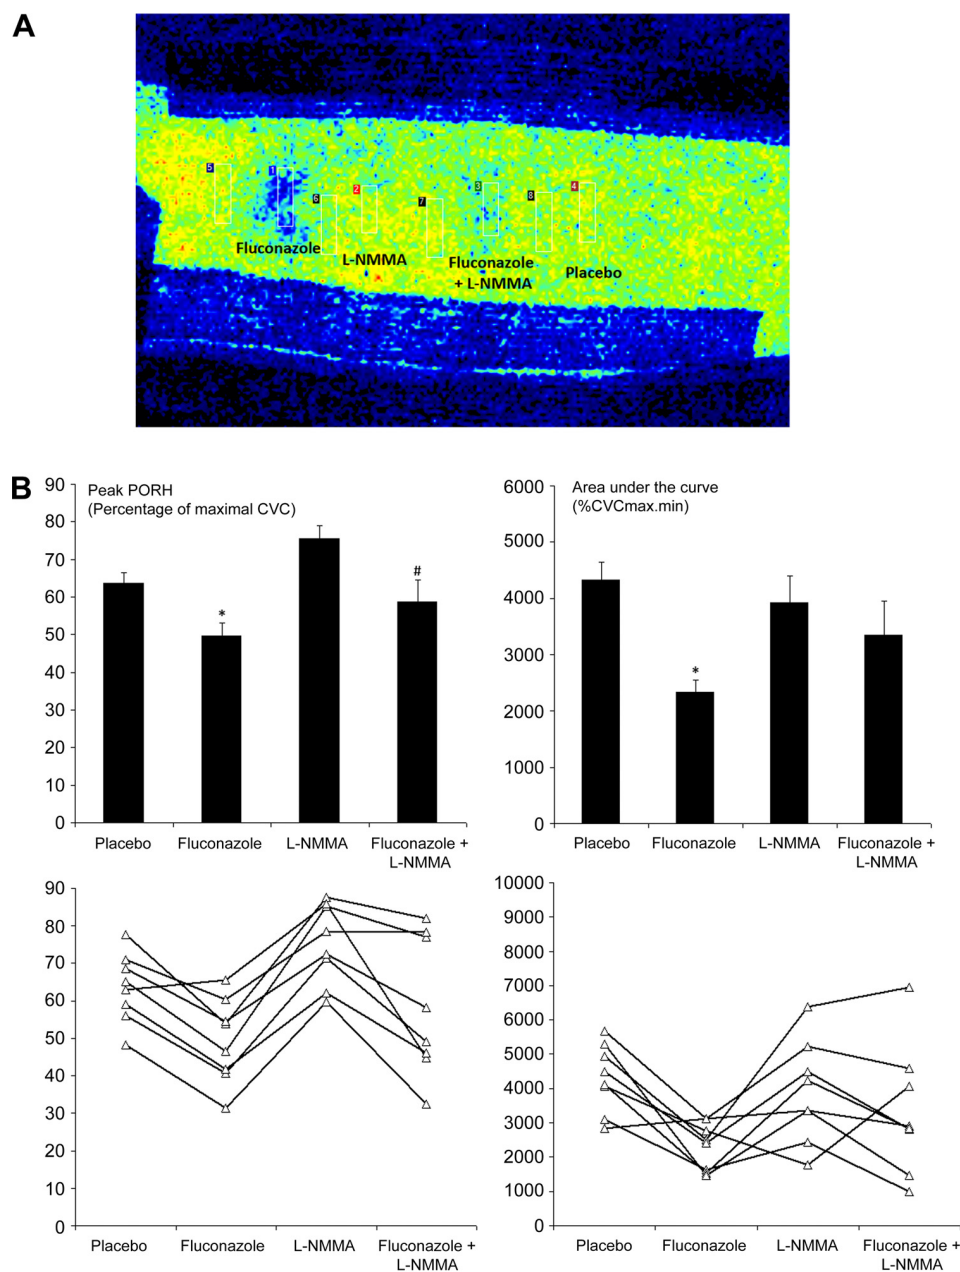 A
5
1
6
2
7
3
8
4
Fluconazole
L-NMMA
Fluconazole
+ L-NMMA
Placebo
B
Peak PORH
(Percentage of maximal CVC)
90
80
70
60
50
40
30
20
10
0
*
#
Placebo
Fluconazole
L-NMMA
Fluconazole +
L-NMMA
Area under the curve
(%CVCmax.min)
6000
5000
4000
3000
2000
1000
0
*
Placebo
Fluconazole
L-NMMA
Fluconazole +
L-NMMA
90
80
70
60
50
40
30
20
10
0
Placebo
Fluconazole
L-NMMA
Fluconazole +
L-NMMA
10000
9000
8000
7000
6000
5000
4000
3000
2000
1000
0
Placebo
Fluconazole
L-NMMA
Fluconazole +
L-NMMA